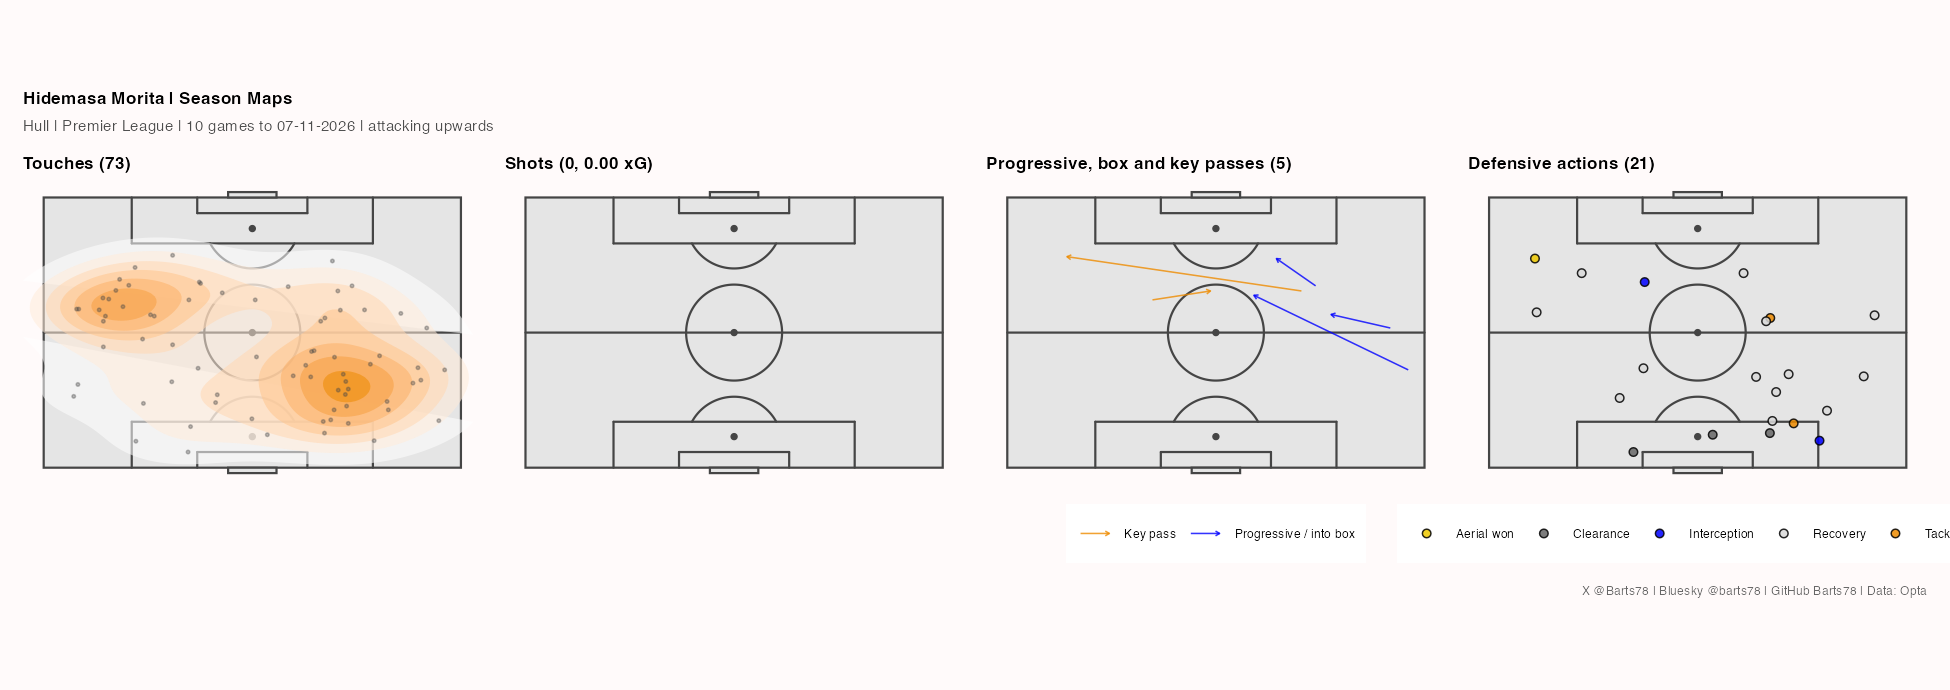 Hidemasa Morita | Season Maps
Hull | Premier League | 10 games to 07-11-2026 | attacking upwards
Touches (73)
Shots (0, 0.00 xG)
Progressive, box and key passes (5)
Defensive actions (21)
Key pass
Progressive / into box
Aerial won
Clearance
Interception
Recovery
Tack
X @Barts78 | Bluesky @barts78 | GitHub Barts78 | Data: Opta